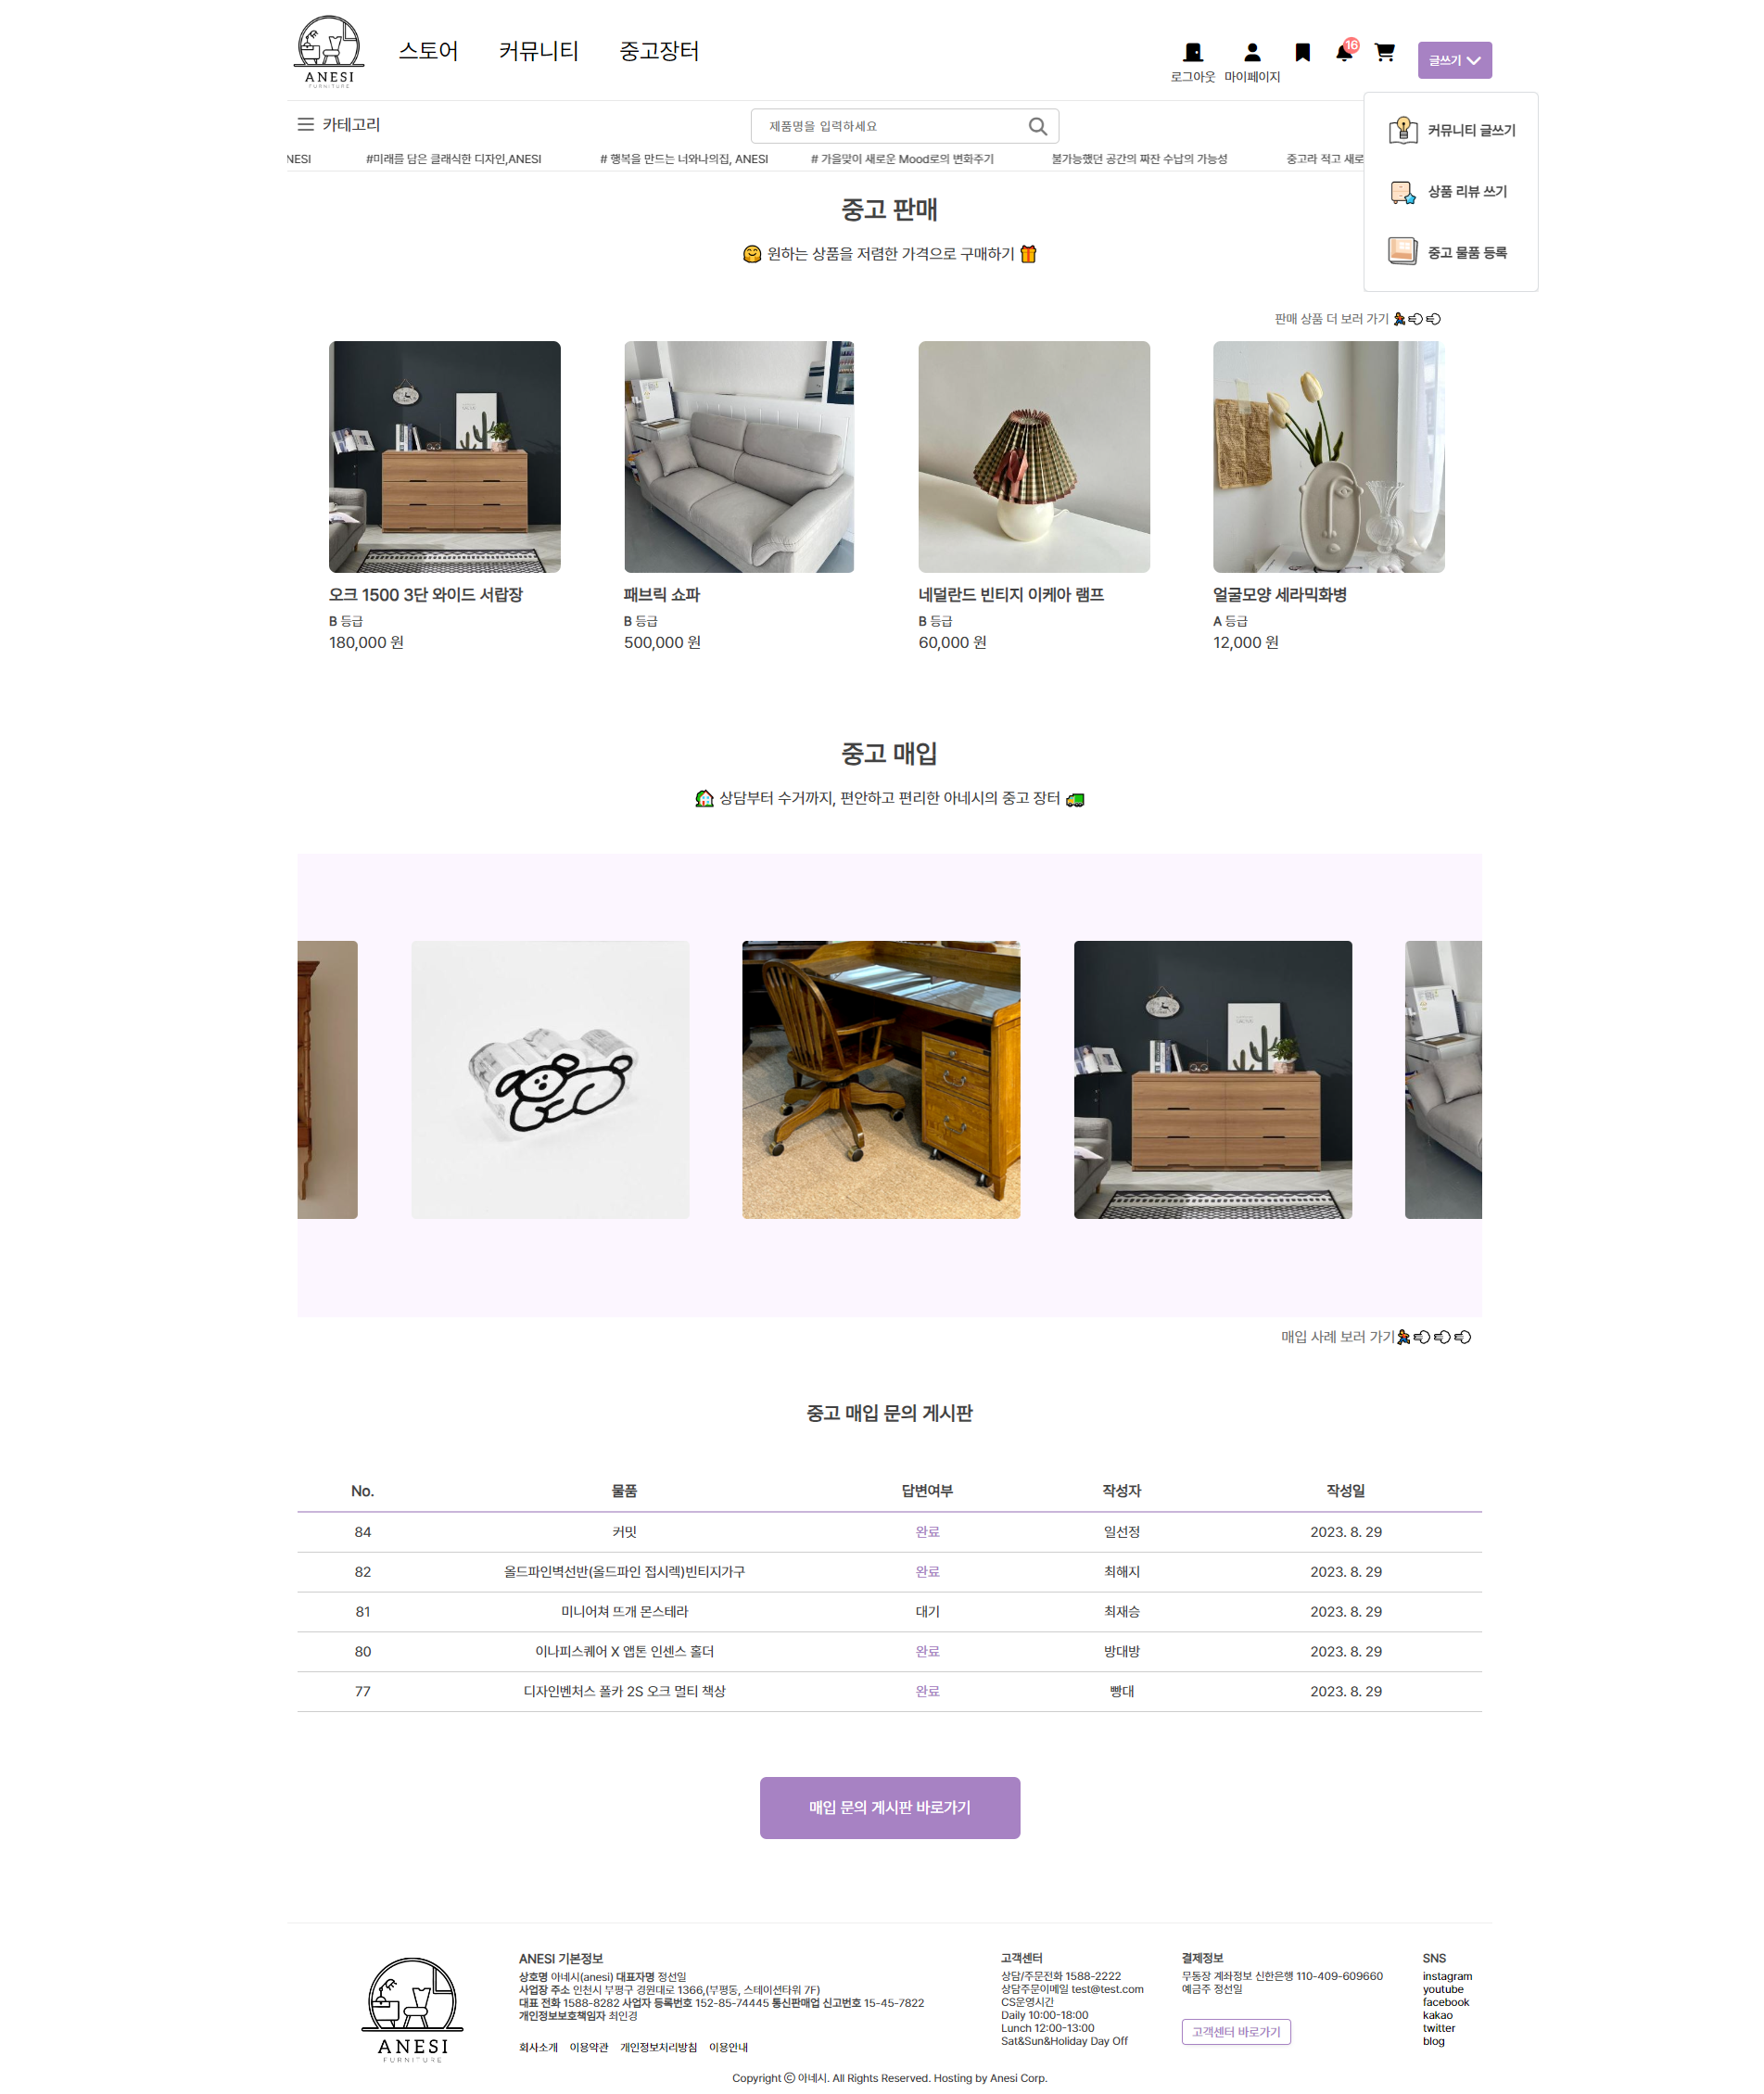 ANESI
FURNITURE
스토어
커뮤니티
중고장터
로그아웃
마이페이지
16
글쓰기
카테고리
제품명을 입력하세요
커뮤니티 글쓰기
상품 리뷰 쓰기
중고 물품 등록
NESI
#미래를 담은 클래식한 디자인,ANESI
# 행복을 만드는 너와나의집, ANESI
# 가을맞이 새로운 Mood로의 변화주기
불가능했던 공간의 짜잔 수납의 가능성
중고라 적고 새로
중고 판매
원하는 상품을 저렴한 가격으로 구매하기
판매 상품 더 보러 가기
오크 1500 3단 와이드 서랍장
B 등급
180,000 원
패브릭 쇼파
B 등급
500,000 원
네덜란드 빈티지 이케아 램프
B 등급
60,000 원
얼굴모양 세라믹화병
A 등급
12,000 원
중고 매입
상담부터 수거까지, 편안하고 편리한 아네시의 중고 장터
매입 사례 보러 가기
중고 매입 문의 게시판
No. 물품 답변여부 작성자 작성일
84 커밋 완료 일선정 2023. 8. 29
82 올드파인벽선반(올드파인 접시렉)빈티지가구 완료 최해지 2023. 8. 29
81 미니어쳐 뜨개 몬스테라 대기 최재승 2023. 8. 29
80 이나피스퀘어 X 앱톤 인센스 홀더 완료 방대방 2023. 8. 29
77 디자인벤처스 폴카 2S 오크 멀티 책상 완료 빵대 2023. 8. 29
매입 문의 게시판 바로가기
ANESI
FURNITURE
ANESI 기본정보
상호명 아네시(anesi) 대표자명 정선일
사업장 주소 인천시 부평구 경원대로 1366,(부평동, 스테이션타워 7F)
대표 전화 1588-8282 사업자 등록번호 152-85-74445 통신판매업 신고번호 15-45-7822
개인정보보호책임자 최인경
회사소개 이용약관 개인정보처리방침 이용안내
고객센터
상담/주문전화 1588-2222
상담주문이메일 test@test.com
CS운영시간
Daily 10:00-18:00
Lunch 12:00-13:00
Sat&Sun&Holiday Day Off
결제정보
무통장 계좌정보 신한은행 110-409-609660
예금주 정선일
고객센터 바로가기
SNS
instagram
youtube
facebook
kakao
twitter
blog
Copyright ⓒ 아네시. All Rights Reserved. Hosting by Anesi Corp.